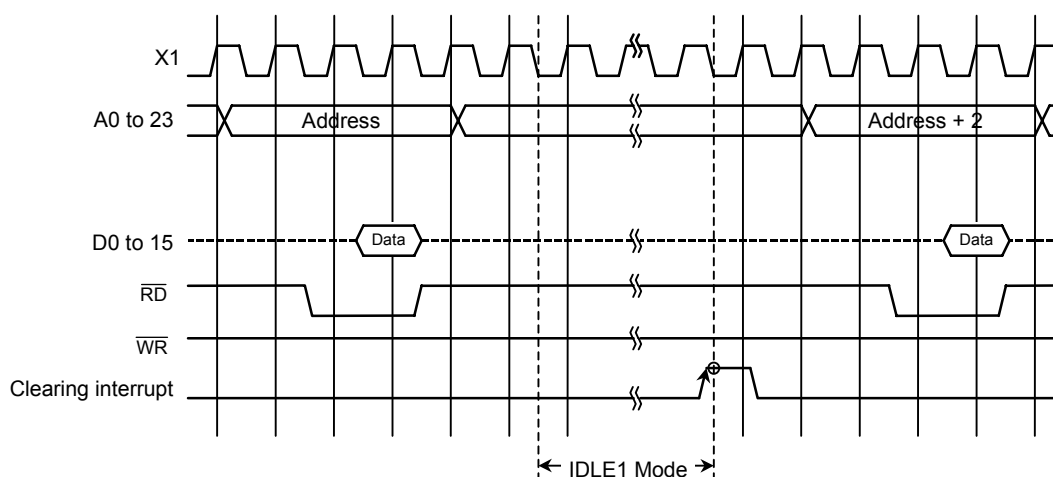 X1
A0 to 23
Address
Address + 2
D0 to 15
Data
Data
RD
WR
Clearing interrupt
IDLE1 Mode